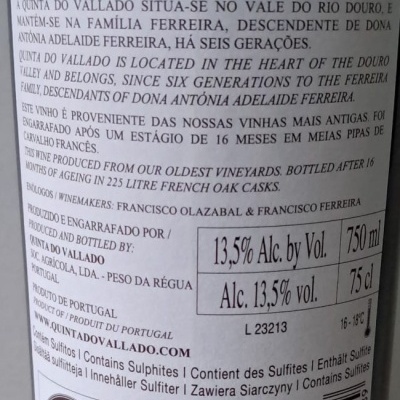 A QUINTA DO VALLADO SITUA-SE NO VALE DO RIO DOURO, E
MANTÉM-SE NA FAMÍLIA FERREIRA, DESCENDENTE DE DONA
ANTÓNIA ADELAIDE FERREIRA, HÁ SEIS GERAÇÕES.
QUINTA DO VALLADO IS LOCATED IN THE HEART OF THE DOURO
VALLEY AND BELONGS, SINCE SIX GENERATIONS TO THE FERREIRA
FAMILY, DESCENDANTS OF DONA ANTÓNIA ADELAIDE FERREIRA.
ESTE VINHO É PROVENIENTE DAS NOSSAS VINHAS MAIS ANTIGAS. FOI
ENGARRAFADO APÓS UM ESTÁGIO DE 16 MESES EM MEIAS PIPAS DE
CARVALHO FRANCÊS.
THIS WINE PRODUCED FROM OUR OLDEST VINEYARDS. BOTTLED AFTER 16
MONTHS OF AGEING IN 225 LITRE FRENCH OAK CASKS.
ENÓLOGOS / WINEMAKERS: FRANCISCO OLAZABAL & FRANCISCO FERREIRA
PRODUZIDO E ENGARRAFADO POR /
PRODUCED AND BOTTLED BY:
QUINTA DO VALLADO
SOC. AGRÍCOLA, LDA. - PESO DA RÉGUA
PORTUGAL
13,5% Alc. by Vol. 750 ml
Alc. 13,5% vol. 75 cl
PRODUTO DE PORTUGAL
PRODUCT OF / PRODUIT DU PORTUGAL
WWW.QUINTADOVALLADO.COM
L 23213
16 - 18°C
Contém Sulfitos | Contains Sulphites | Contient des Sulfites | Enthält Sulfite
sulfiitteja | Innehåller Sulfiter | Zawiera Siarczyny | Contains Sulfites